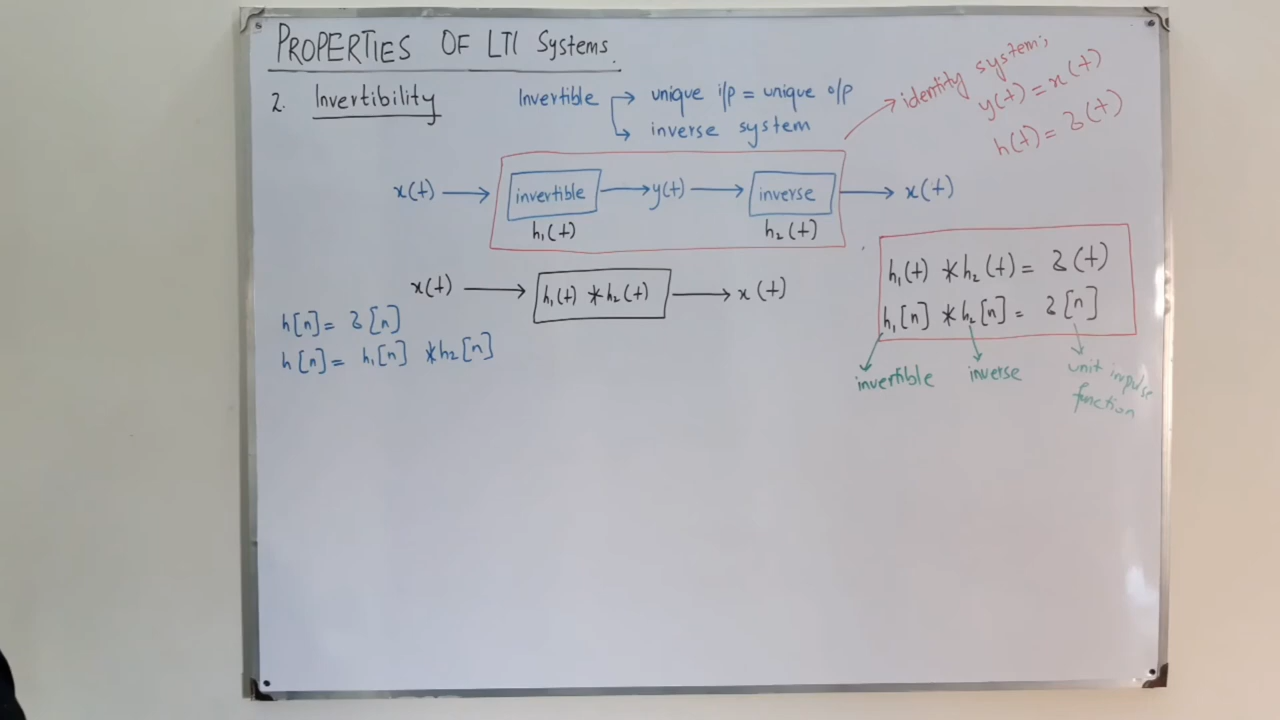 PROPERTIES OF LTI Systems.
2. Invertibility
Invertible → unique i/p = unique o/p
→ inverse system
→ identity system;
y(t) = x(t)
h(t) = δ(t)
x(t) → invertible → y(t) → inverse → x(t)
h₁(t) h₂(t)
x(t) → h₁(t) * h₂(t) → x(t)
h[n] = δ[n]
h[n] = h₁[n] * h₂[n]
h₁(t) * h₂(t) = δ(t)
h₁[n] * h₂[n] = δ[n]
invertible inverse unit impulse
function